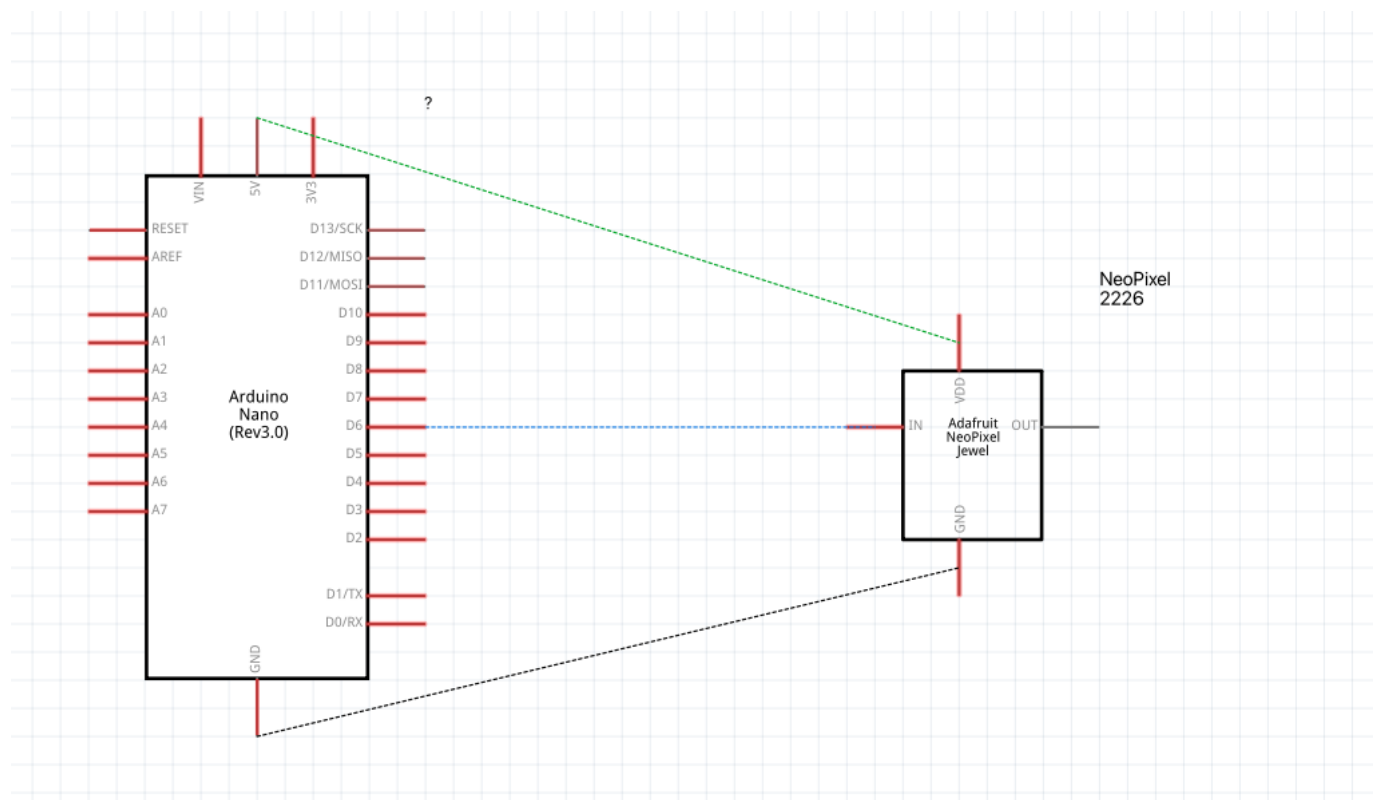 ?
VIN
5V
3V3
RESET
AREF
A0
A1
A2
A3
A4
A5
A6
A7
Arduino
Nano
(Rev3.0)
D13/SCK
D12/MISO
D11/MOSI
D10
D9
D8
D7
D6
D5
D4
D3
D2
D1/TX
D0/RX
GND
NeoPixel
2226
VDD
IN
Adafruit
NeoPixel
Jewel
OUT
GND